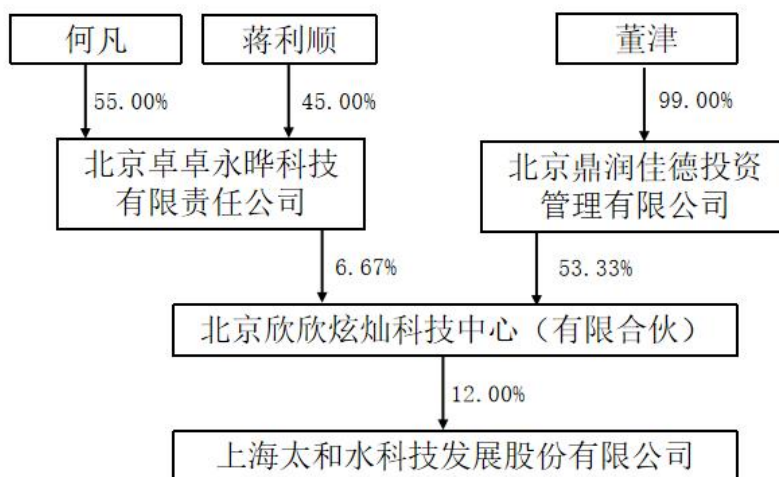 何凡
蒋利顺
董津
55.00%
45.00%
99.00%
北京卓卓永晔科技
有限责任公司
北京鼎润佳德投资
管理有限公司
6.67%
53.33%
北京欣欣炫灿科技中心（有限合伙）
12.00%
上海太和水科技发展股份有限公司